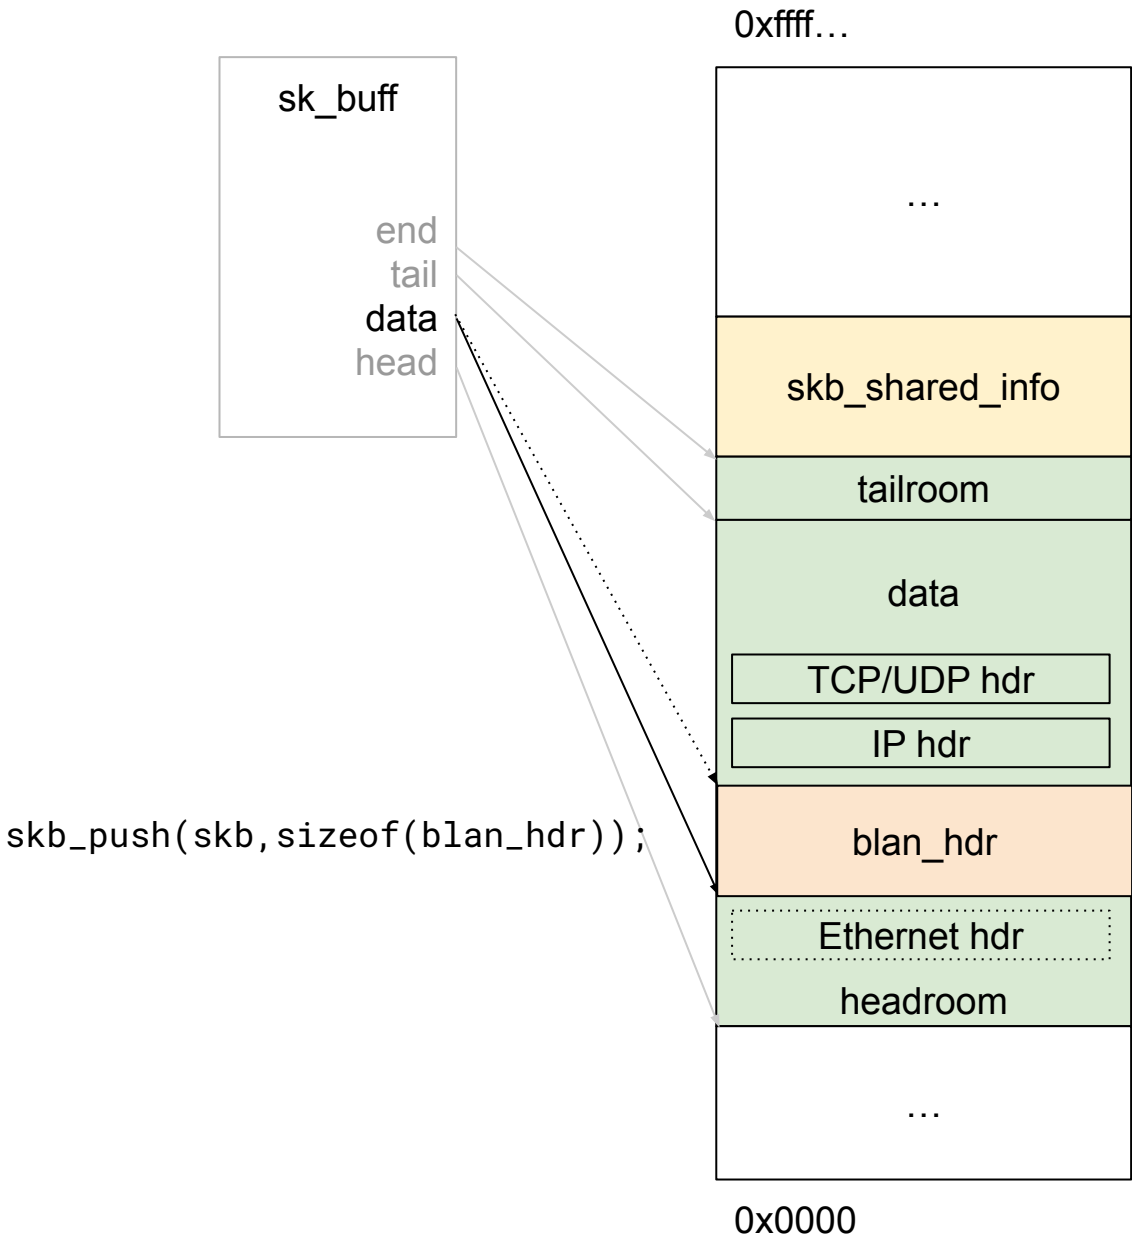 0xffff…
sk_buff
end
tail
data
head
skb_push(skb,sizeof(blan_hdr));
…
skb_shared_info
tailroom
data
TCP/UDP hdr
IP hdr
blan_hdr
Ethernet hdr
headroom
…
0x0000